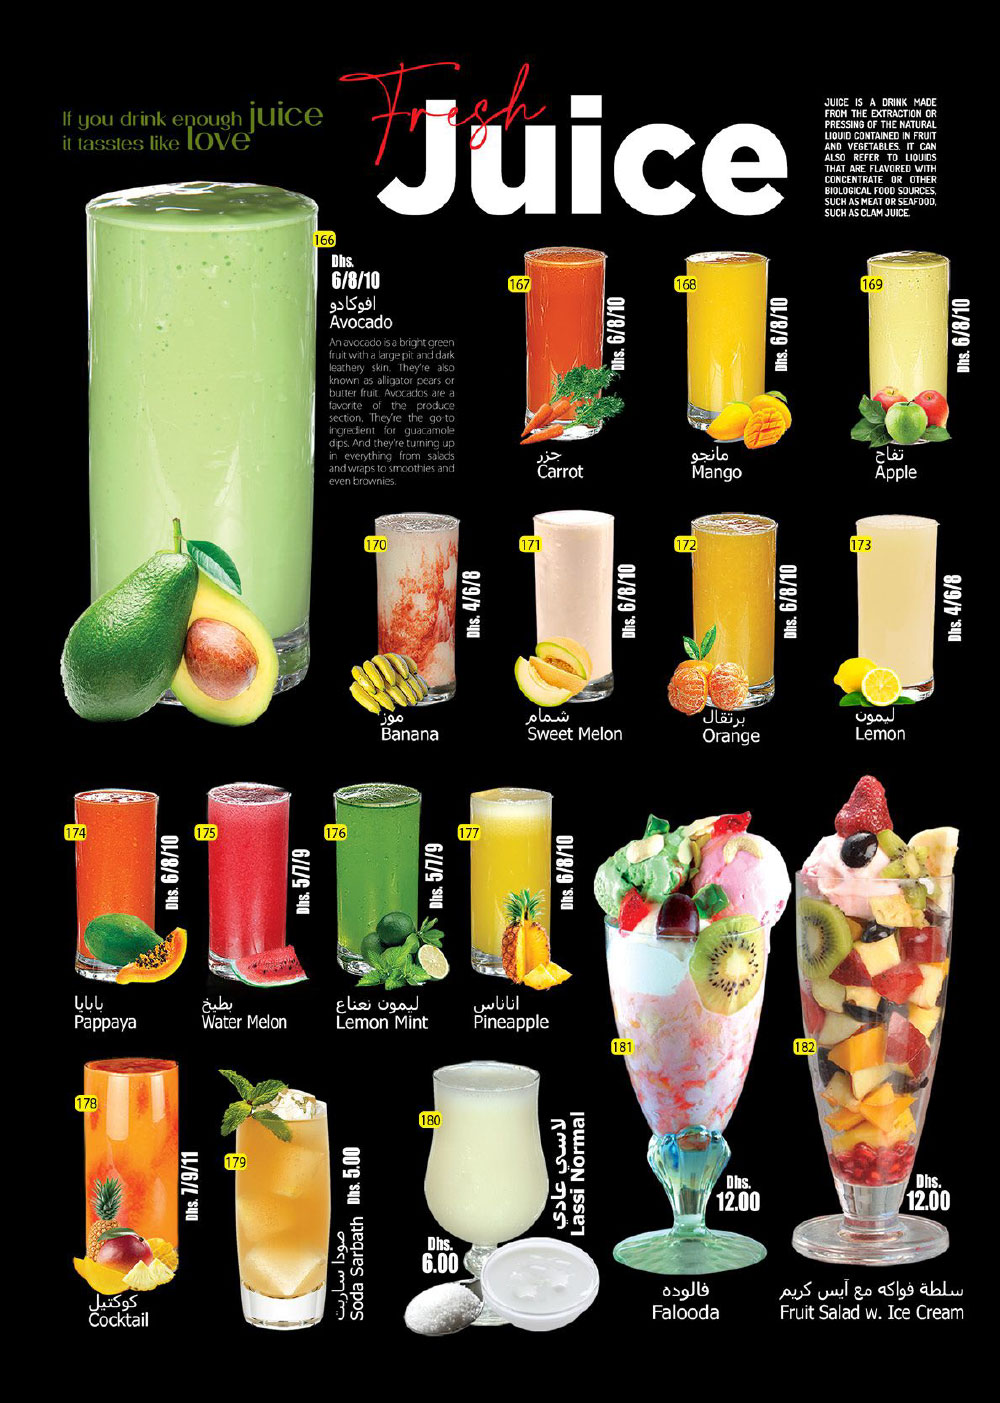 If you drink enough juice
it tasstes like love
Fresh
Juice
JUICE IS A DRINK MADE
FROM THE EXTRACTION OR
PRESSING OF THE NATURAL
LIQUID CONTAINED IN FRUIT
AND VEGETABLES. IT CAN
ALSO REFER TO LIQUIDS
THAT ARE FLAVORED WITH
CONCENTRATE OR OTHER
BIOLOGICAL FOOD SOURCES,
SUCH AS MEAT OR SEAFOOD,
SUCH AS CLAM JUICE.
166
Dhs.
6/8/10
افوكادو
Avocado
An avocado is a bright green
fruit with a large pit and dark
leathery skin. They're also
known as alligator pears or
butter fruit. Avocados are a
favorite of the produce
section. They're the go-to
ingredient for guacamole
dips. And they're turning up
in everything from salads
and wraps to smoothies and
even brownies.
167
Dhs. 6/8/10
جزر
Carrot
168
Dhs. 6/8/10
مانجو
Mango
169
Dhs. 6/8/10
تفاح
Apple
170
Dhs. 4/6/8
موز
Banana
171
Dhs. 6/8/10
شمام
Sweet Melon
172
Dhs. 6/8/10
برتقال
Orange
173
Dhs. 4/6/8
ليمون
Lemon
174
Dhs. 6/8/10
بابايا
Pappaya
175
Dhs. 5/7/9
بطيخ
Water Melon
176
Dhs. 5/7/9
ليمون نعناع
Lemon Mint
177
Dhs. 6/8/10
اناناس
Pineapple
178
Dhs. 7/9/11
كوكتيل
Cocktail
179
Dhs. 5.00
صودا ساربت
Soda Sarbath
180
لاسي عادي
Lassi Normal
Dhs.
6.00
181
Dhs.
12.00
فالوده
Falooda
182
Dhs.
12.00
سلطة فواكه مع آيس كريم
Fruit Salad w. Ice Cream